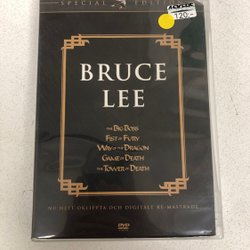 SPECIAL EDITION
120:-
BRUCE
LEE
THE BIG BOSS
FIST OF FURY
WAY OF THE DRAGON
GAME OF DEATH
THE TOWER OF DEATH
NU HELT OKLIPPTA OCH DIGITALT RE-MASTRADE
DVD